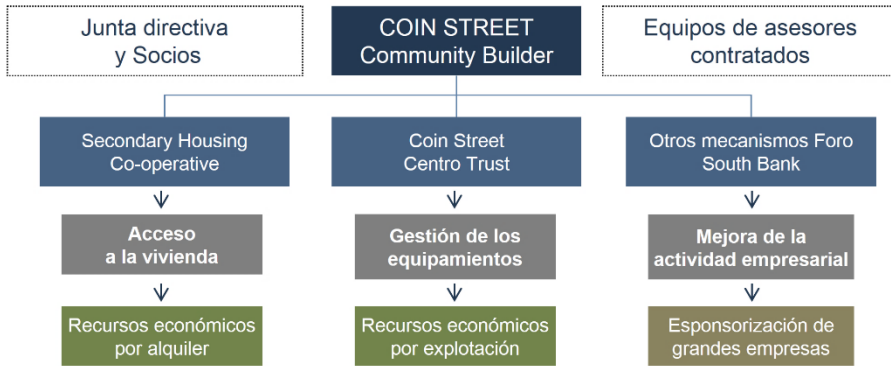 Junta directiva
y Socios
COIN STREET
Community Builder
Equipos de asesores
contratados
Secondary Housing
Co-operative
Coin Street
Centro Trust
Otros mecanismos Foro
South Bank
Acceso
a la vivienda
Gestión de los
equipamientos
Mejora de la
actividad empresarial
Recursos económicos
por alquiler
Recursos económicos
por explotación
Esponsorización de
grandes empresas